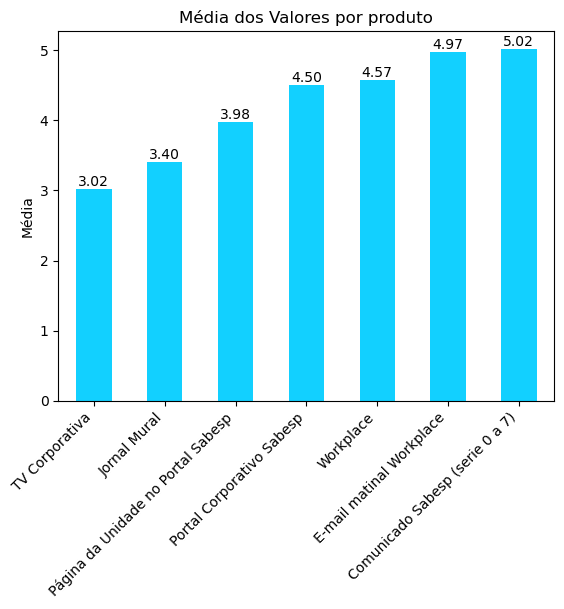 Média dos Valores por produto
5.02
4.97
4.57
4.50
3.98
3.40
3.02
Média
5
4
3
2
1
0
TV Corporativa
Jornal Mural
Página da Unidade no Portal Sabesp
Portal Corporativo Sabesp
Workplace
E-mail matinal Workplace
Comunicado Sabesp (serie 0 a 7)